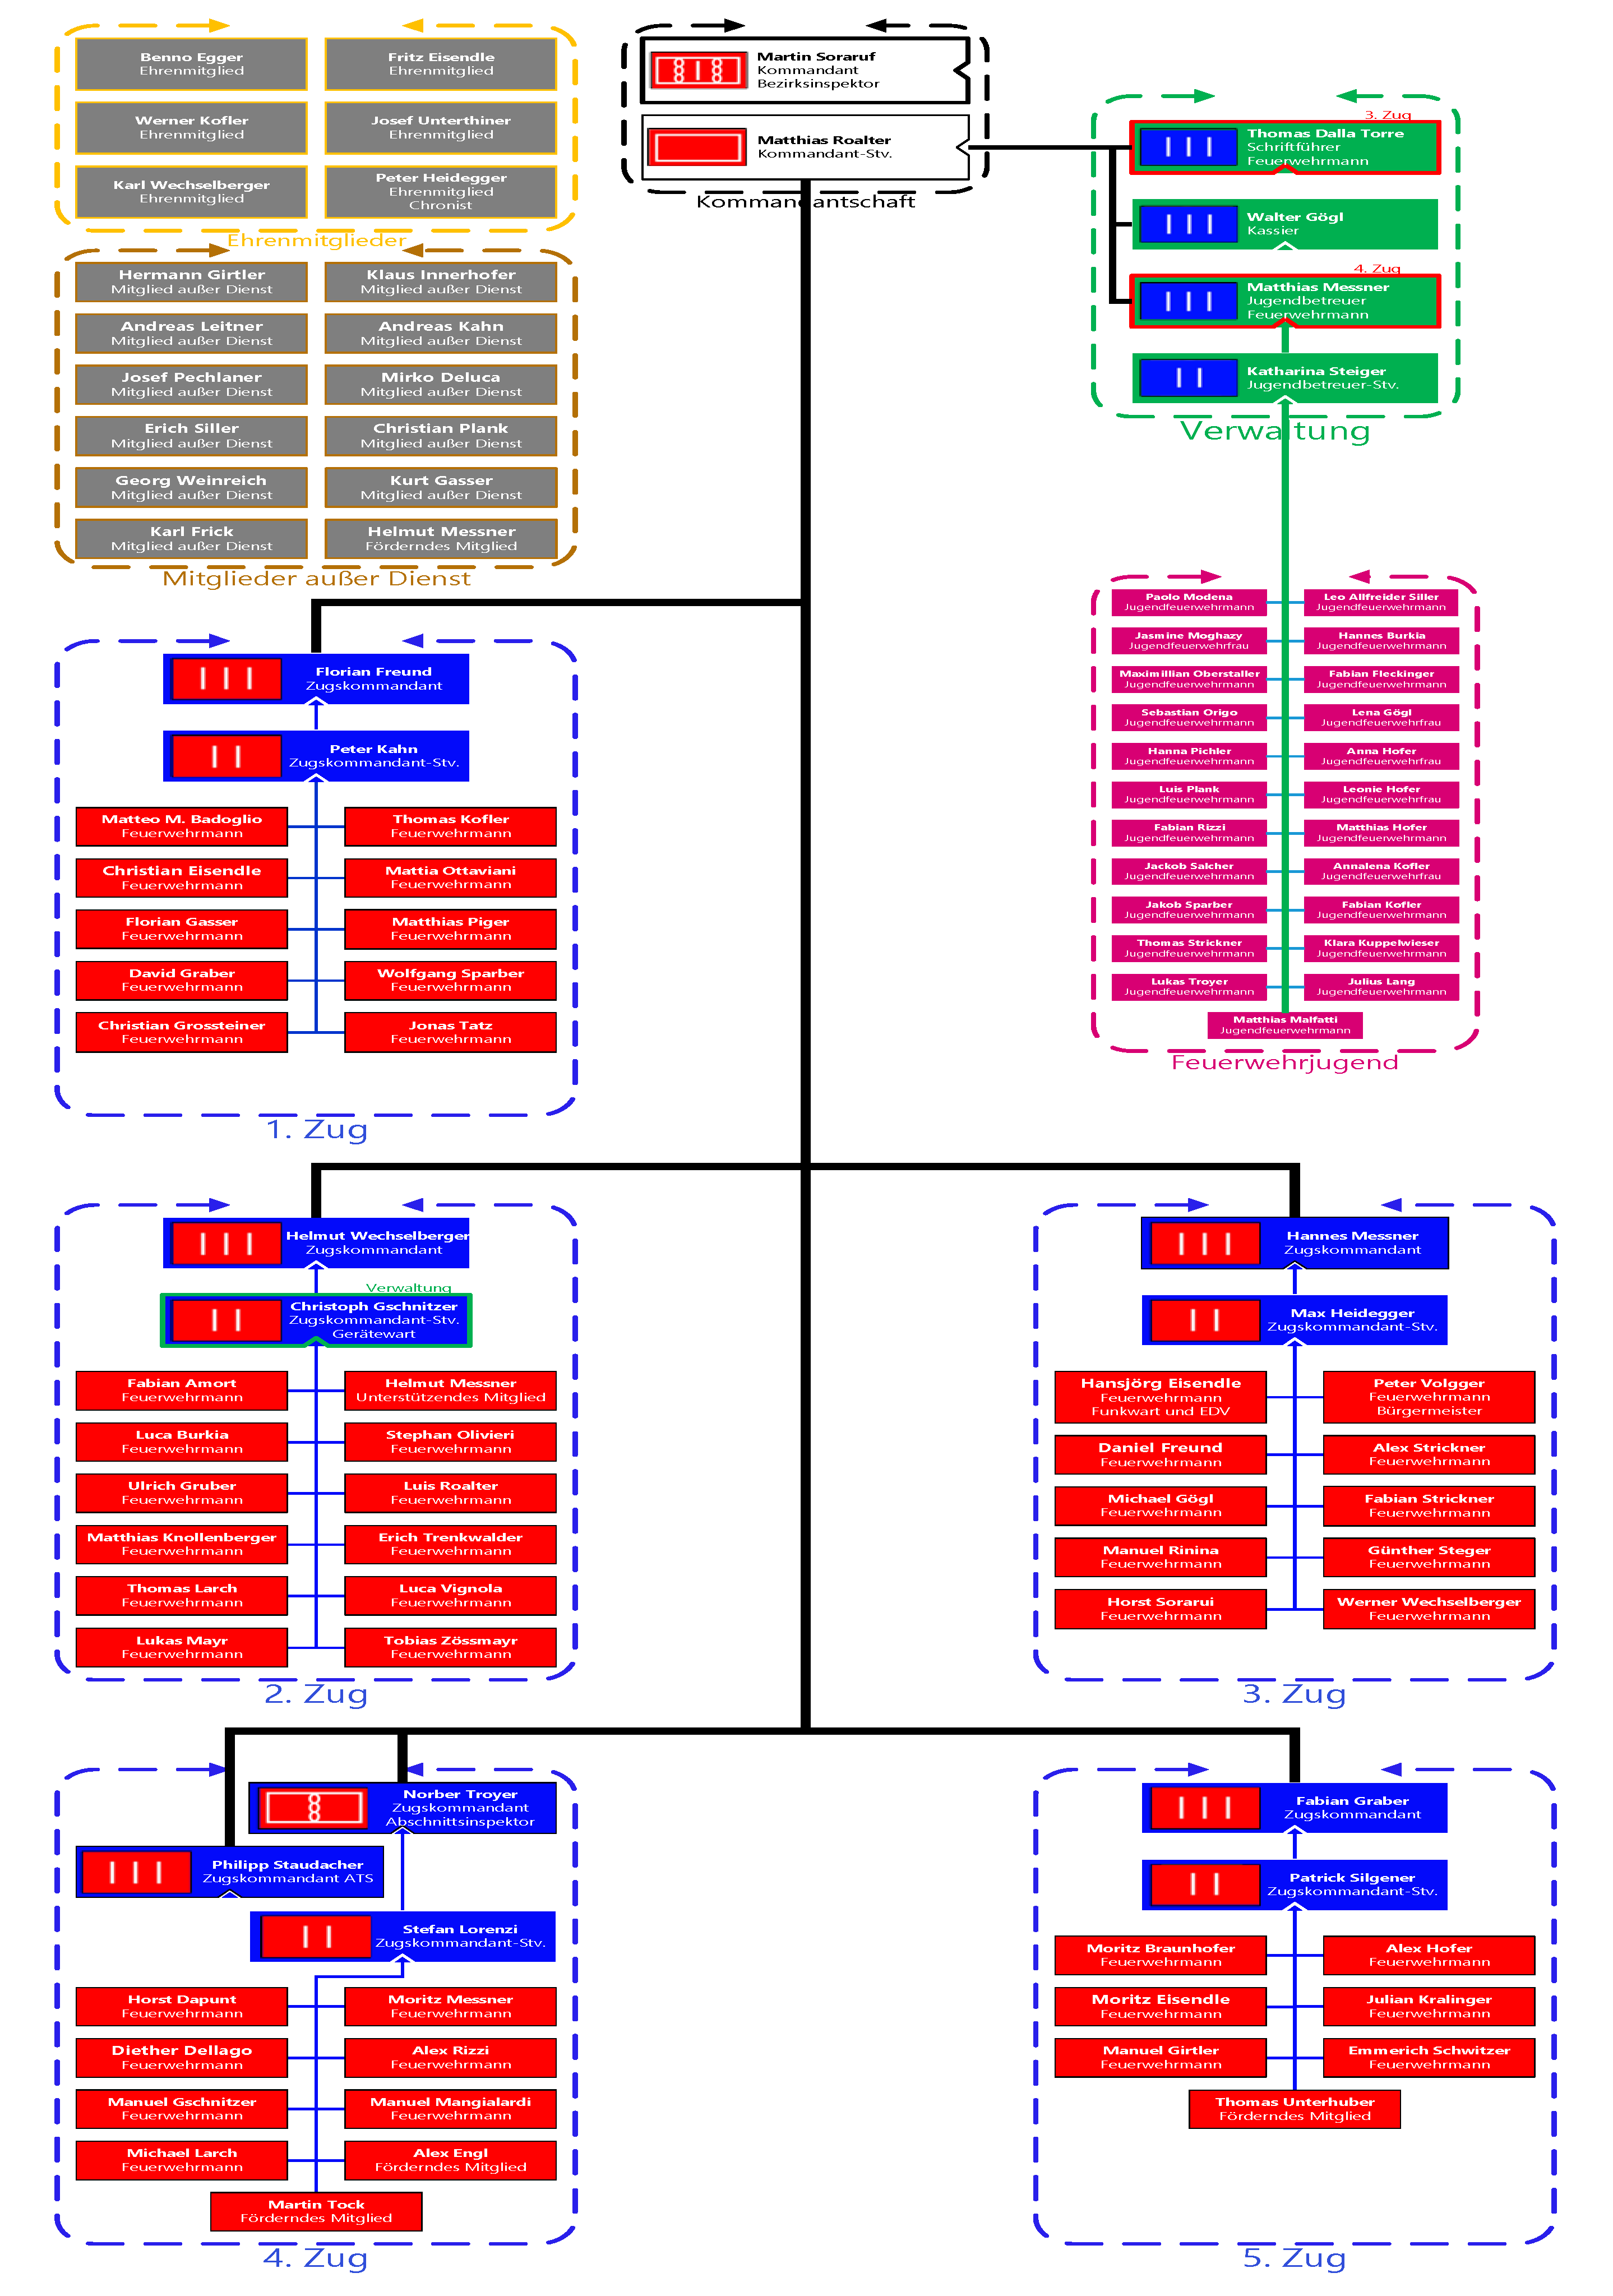 Benno Egger
Ehrenmitglied
Fritz Eisendle
Ehrenmitglied
Werner Kofler
Ehrenmitglied
Josef Unterthiner
Ehrenmitglied
Karl Wechselberger
Ehrenmitglied
Peter Heidegger
Ehrenmitglied
Chronist
Ehrenmitglieder
Martin Soraruf
Kommandant
Bezirksinspektor
Matthias Roalter
Kommandant-Stv.
Kommandantschaft
3. Zug
Thomas Dalla Torre
Schriftführer
Feuerwehrmann
Walter Gögl
Kassier
4. Zug
Matthias Messner
Jugendbetreuer
Feuerwehrmann
Katharina Steiger
Jugendbetreuer-Stv.
Verwaltung
Hermann Girtler
Mitglied außer Dienst
Klaus Innerhofer
Mitglied außer Dienst
Andreas Leitner
Mitglied außer Dienst
Andreas Kahn
Mitglied außer Dienst
Josef Pechlaner
Mitglied außer Dienst
Mirko Deluca
Mitglied außer Dienst
Erich Siller
Mitglied außer Dienst
Christian Plank
Mitglied außer Dienst
Georg Weinreich
Mitglied außer Dienst
Kurt Gasser
Mitglied außer Dienst
Karl Frick
Mitglied außer Dienst
Helmut Messner
Förderndes Mitglied
Mitglieder außer Dienst
Paolo Modena
Jugendfeuerwehrmann
Leo Allfreider Siller
Jugendfeuerwehrmann
Jasmine Moghazy
Jugendfeuerwehrfrau
Hannes Burkia
Jugendfeuerwehrmann
Maximillian Oberstaller
Jugendfeuerwehrmann
Fabian Fleckinger
Jugendfeuerwehrmann
Sebastian Origo
Jugendfeuerwehrmann
Lena Gögl
Jugendfeuerwehrfrau
Hanna Pichler
Jugendfeuerwehrmann
Anna Hofer
Jugendfeuerwehrfrau
Luis Plank
Jugendfeuerwehrmann
Leonie Hofer
Jugendfeuerwehrfrau
Fabian Rizzi
Jugendfeuerwehrmann
Matthias Hofer
Jugendfeuerwehrmann
Jackob Salcher
Jugendfeuerwehrmann
Annalena Kofler
Jugendfeuerwehrfrau
Jakob Sparber
Jugendfeuerwehrmann
Fabian Kofler
Jugendfeuerwehrmann
Thomas Strickner
Jugendfeuerwehrmann
Klara Kuppelwieser
Jugendfeuerwehrmann
Lukas Troyer
Jugendfeuerwehrmann
Julius Lang
Jugendfeuerwehrmann
Matthias Malfatti
Jugendfeuerwehrmann
Feuerwehrjugend
Florian Freund
Zugskommandant
Peter Kahn
Zugskommandant-Stv.
Matteo M. Badoglio
Feuerwehrmann
Thomas Kofler
Feuerwehrmann
Christian Eisendle
Feuerwehrmann
Mattia Ottaviani
Feuerwehrmann
Florian Gasser
Feuerwehrmann
Matthias Piger
Feuerwehrmann
David Graber
Feuerwehrmann
Wolfgang Sparber
Feuerwehrmann
Christian Grossteiner
Feuerwehrmann
Jonas Tatz
Feuerwehrmann
1. Zug
Helmut Wechselberger
Zugskommandant
Verwaltung
Christoph Gschnitzer
Zugskommandant-Stv.
Gerätewart
Fabian Amort
Feuerwehrmann
Helmut Messner
Unterstützendes Mitglied
Luca Burkia
Feuerwehrmann
Stephan Olivieri
Feuerwehrmann
Ulrich Gruber
Feuerwehrmann
Luis Roalter
Feuerwehrmann
Matthias Knollenberger
Feuerwehrmann
Erich Trenkwalder
Feuerwehrmann
Thomas Larch
Feuerwehrmann
Luca Vignola
Feuerwehrmann
Lukas Mayr
Feuerwehrmann
Tobias Zössmayr
Feuerwehrmann
2. Zug
Hannes Messner
Zugskommandant
Max Heidegger
Zugskommandant-Stv.
Hansjörg Eisendle
Feuerwehrmann
Funkwart und EDV
Peter Volgger
Feuerwehrmann
Bürgermeister
Daniel Freund
Feuerwehrmann
Alex Strickner
Feuerwehrmann
Michael Gögl
Feuerwehrmann
Fabian Strickner
Feuerwehrmann
Manuel Rinina
Feuerwehrmann
Günther Steger
Feuerwehrmann
Horst Sorarui
Feuerwehrmann
Werner Wechselberger
Feuerwehrmann
3. Zug
Norber Troyer
Zugskommandant
Abschnittsinspektor
Philipp Staudacher
Zugskommandant ATS
Stefan Lorenzi
Zugskommandant-Stv.
Horst Dapunt
Feuerwehrmann
Moritz Messner
Feuerwehrmann
Diether Dellago
Feuerwehrmann
Alex Rizzi
Feuerwehrmann
Manuel Gschnitzer
Feuerwehrmann
Manuel Mangialardi
Feuerwehrmann
Michael Larch
Feuerwehrmann
Alex Engl
Förderndes Mitglied
Martin Tock
Förderndes Mitglied
4. Zug
Fabian Graber
Zugskommandant
Patrick Silgener
Zugskommandant-Stv.
Moritz Braunhofer
Feuerwehrmann
Alex Hofer
Feuerwehrmann
Moritz Eisendle
Feuerwehrmann
Julian Kralinger
Feuerwehrmann
Manuel Girtler
Feuerwehrmann
Emmerich Schwitzer
Feuerwehrmann
Thomas Unterhuber
Förderndes Mitglied
5. Zug